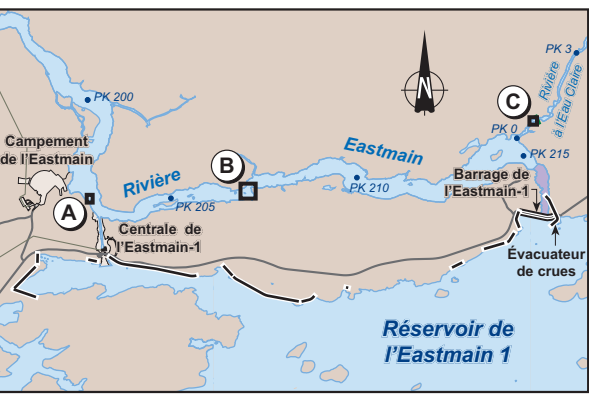 PK 3
Rivière
à l'Eau Claire
N
C
PK 0
PK 200
Campement
de l'Eastmain
B
Eastmain
PK 215
Rivière
PK 210
Barrage de
l'Eastmain-1
PK 205
A
Centrale de
l'Eastmain-1
Évacuateur
de crues
Réservoir de
l'Eastmain 1